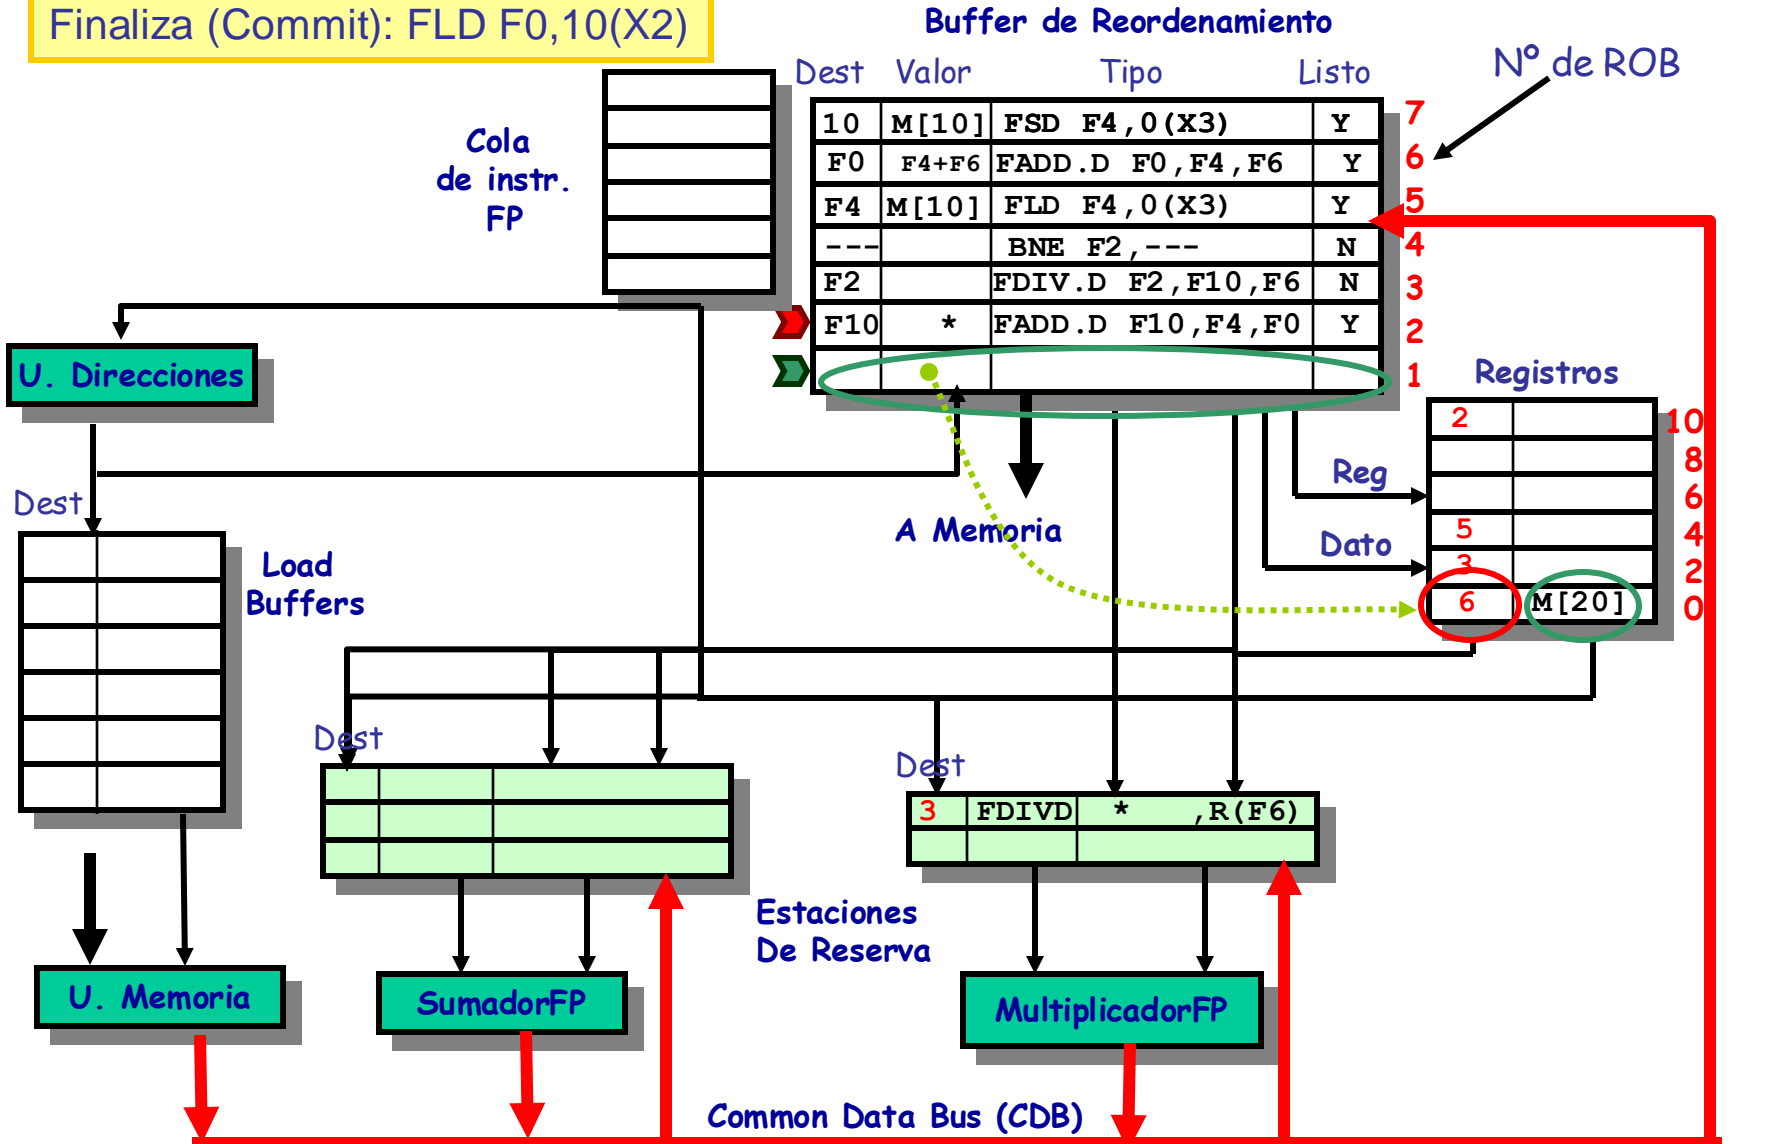 Finaliza (Commit): FLD F0,10(X2)
Buffer de Reordenamiento
Dest Valor Tipo Listo
Nº de ROB
10 M[10] FSD F4,0(X3) Y 7
F0 F4+F6 FADD.D F0,F4,F6 Y 6
F4 M[10] FLD F4,0(X3) Y 5
--- BNE F2,--- N 4
F2 FDIV.D F2,F10,F6 N 3
F10 * FADD.D F10,F4,F0 Y 2
1
Cola
de instr.
FP
U. Direcciones
Registros
2 10
8
6
5 4
3 2
6 M[20] 0
Reg
Dato
A Memoria
Dest
Load
Buffers
Dest
Dest
3 FDIVD * ,R(F6)
Estaciones
De Reserva
U. Memoria
SumadorFP
MultiplicadorFP
Common Data Bus (CDB)